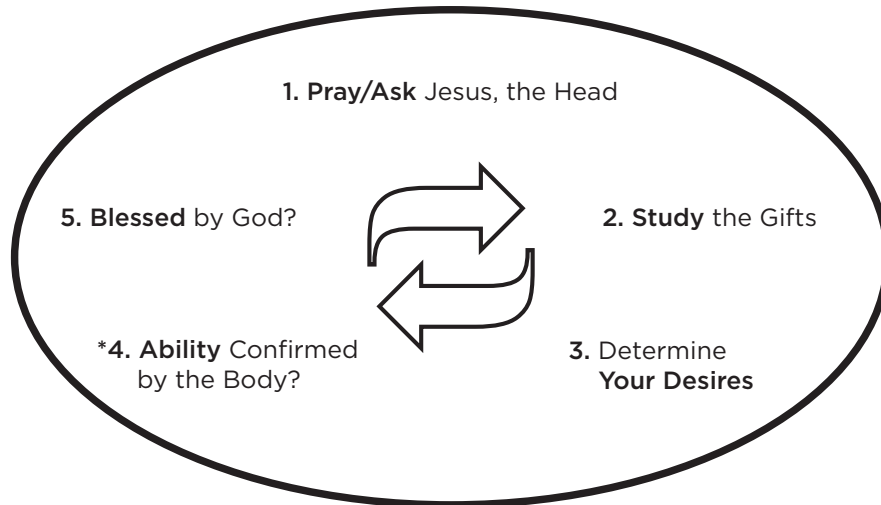 1. Pray/Ask Jesus, the Head
2. Study the Gifts
3. Determine
Your Desires
*4. Ability Confirmed
by the Body?
5. Blessed by God?